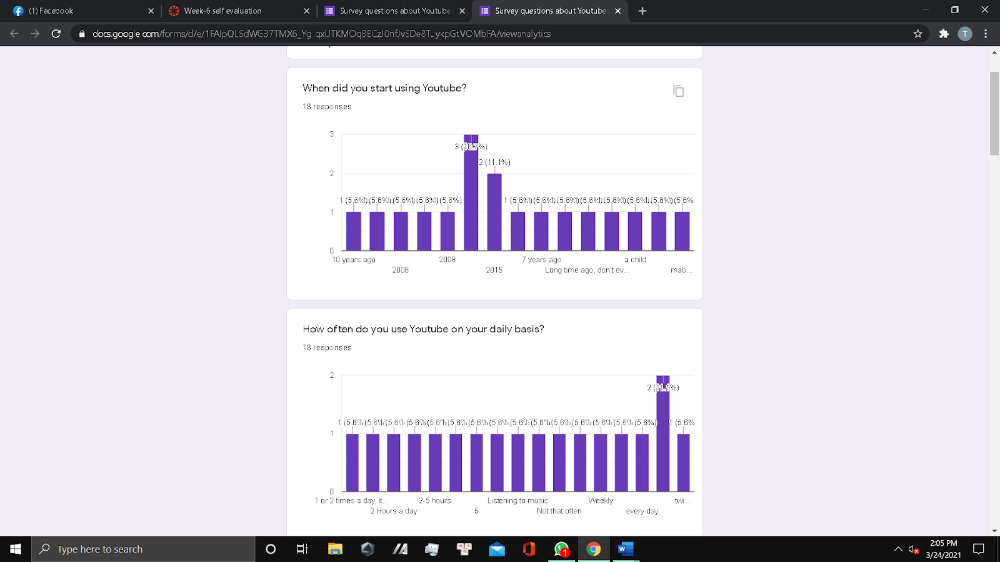 (1) Facebook
Week-6 self evaluation
Survey questions about Youtube
Survey questions about Youtube
When did you start using Youtube?
18 responses
3
3 (16.7%)
2 (11.1%)
2
1 (5.6%) (5.6% (5.6%) (5.6%) (5.6%)
1 (5.6%) (5.6%) (5.6%) (5.6%) (5.6%) (5.6%) (5.6%) (5.6%
1
0
10 years ago
2008
7 years ago
a child
2006
2015
Long time ago, don't ev...
mab...
How often do you use Youtube on your daily basis?
18 responses
2
2 (11.1%)
1 (5.6% (5.6% (5.6% (5.6% (5.6% (5.6% (5.6% (5.6% (5.6% (5.6% (5.6% (5.6% (5.6% (5.6% (5.6%)
1 (5.6%
1
0
1 or 2 times a day, it...
2-5 hours
Listening to music
Weekly
twi...
2 Hours a day
5
Not that often
every day
Type here to search
1
2:05 PM
3/24/2021
T